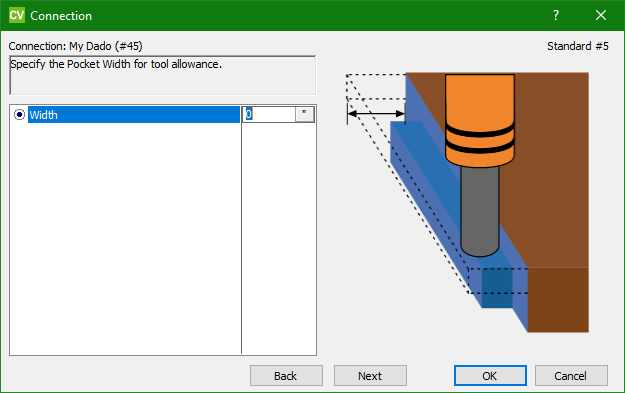 CV Connection ?
Connection: My Dado (#45) Standard #5
Specify the Pocket Width for tool allowance.
Width 0 "
Back Next OK Cancel